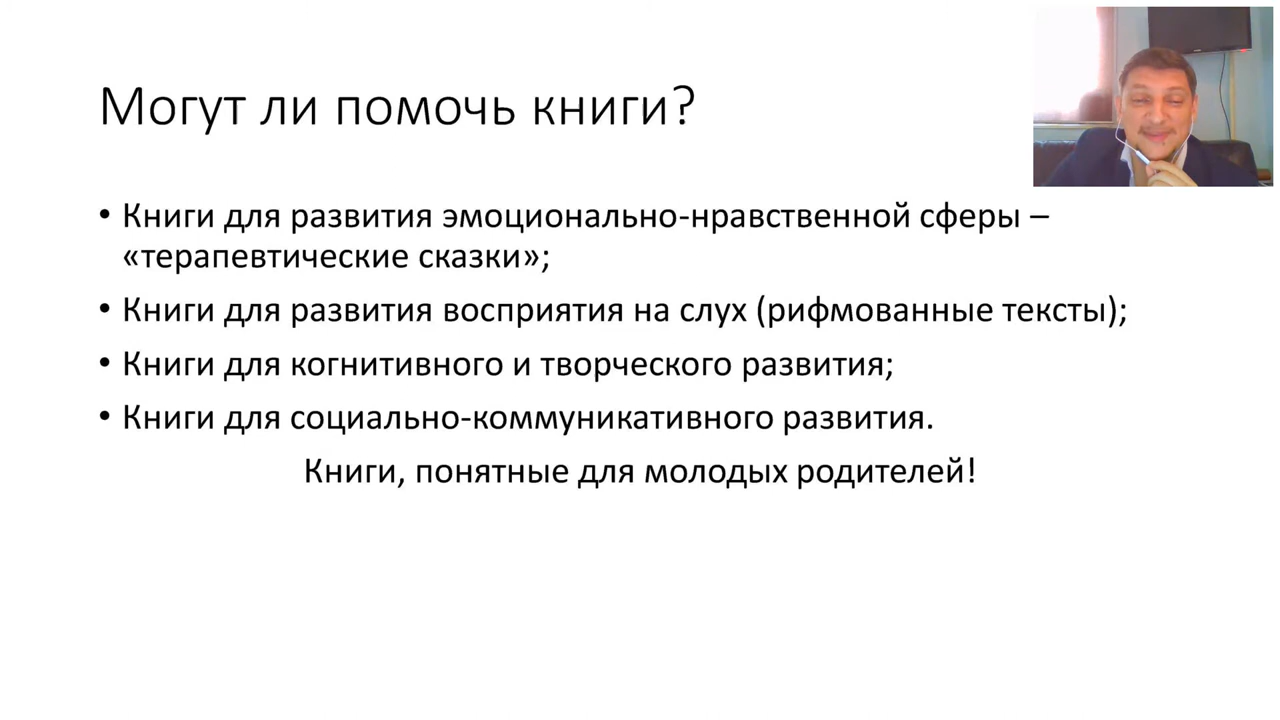 Могут ли помочь книги?
• Книги для развития эмоционально-нравственной сферы –
«терапевтические сказки»;
• Книги для развития восприятия на слух (рифмованные тексты);
• Книги для когнитивного и творческого развития;
• Книги для социально-коммуникативного развития.
Книги, понятные для молодых родителей!